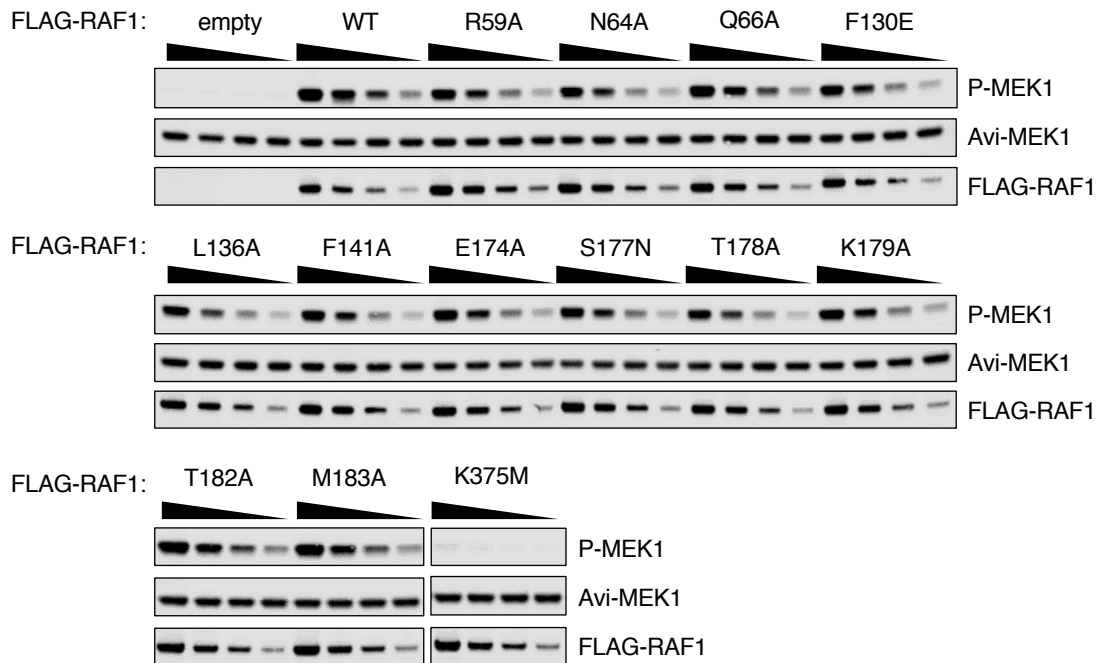 FLAG-RAF1: empty WT R59A N64A Q66A F130E
P-MEK1
Avi-MEK1
FLAG-RAF1
FLAG-RAF1: L136A F141A E174A S177N T178A K179A
P-MEK1
Avi-MEK1
FLAG-RAF1
FLAG-RAF1: T182A M183A K375M
P-MEK1
Avi-MEK1
FLAG-RAF1